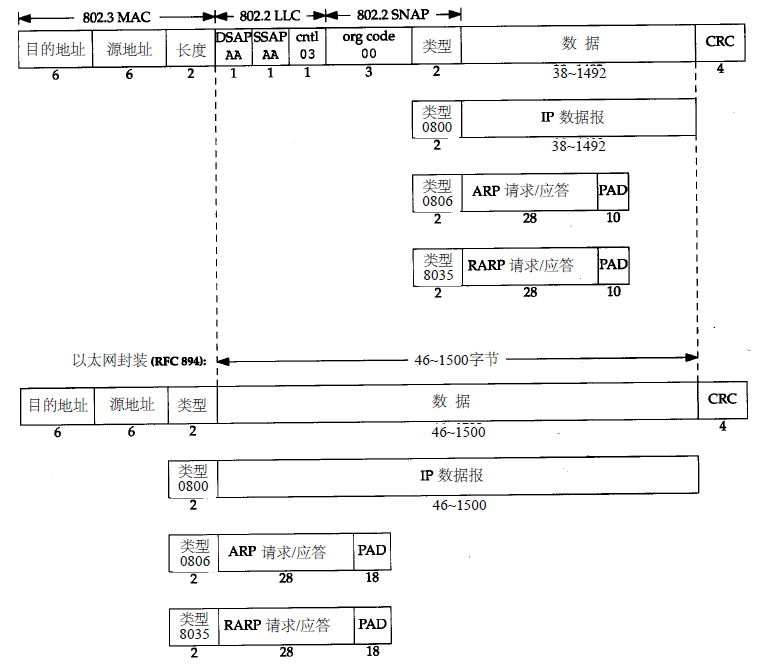 802.3 MAC 802.2 LLC 802.2 SNAP
目的地址 源地址 长度 DSAP AA SSAP AA cntl 03 org code 00 类型 数 据 CRC
6 6 2 1 1 1 3 2 38~1492 4
类型 0800 IP 数据报
2 38~1492
类型 0806 ARP 请求/应答 PAD
2 28 10
类型 8035 RARP 请求/应答 PAD
2 28 10
以太网封装 (RFC 894): 46~1500字节
目的地址 源地址 类型 数 据 CRC
6 6 2 46~1500 4
类型 0800 IP 数据报
2 46~1500
类型 0806 ARP 请求/应答 PAD
2 28 18
类型 8035 RARP 请求/应答 PAD
2 28 18